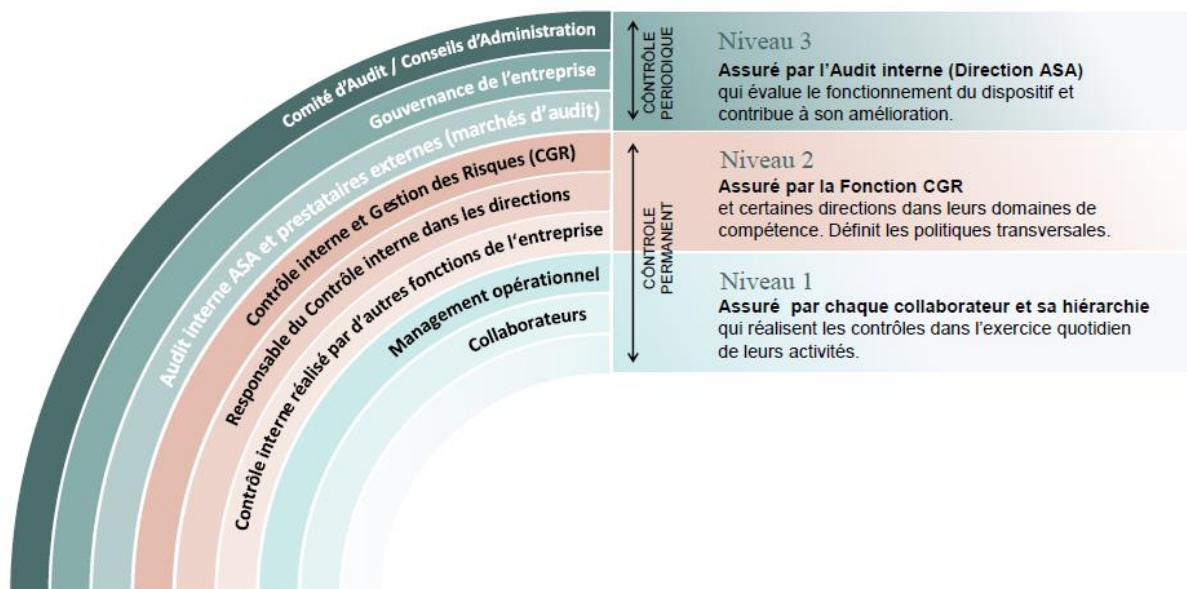 Comité d'Audit / Conseils d'Administration
Gouvernance de l'entreprise
Audit interne ASA et prestataires externes (marchés d'audit)
Contrôle interne et Gestion des Risques (CGR)
Responsable du Contrôle interne dans les directions
Contrôle interne réalisé par d'autres fonctions de l'entreprise
Management opérationnel
Collaborateurs
CÔNTRÔLE
PERIODIQUE
Niveau 3
Assuré par l'Audit interne (Direction ASA)
qui évalue le fonctionnement du dispositif et
contribue à son amélioration.
CÔNTROLE
PERMANENT
Niveau 2
Assuré par la Fonction CGR
et certaines directions dans leurs domaines de
compétence. Définit les politiques transversales.
Niveau 1
Assuré par chaque collaborateur et sa hiérarchie
qui réalisent les contrôles dans l'exercice quotidien
de leurs activités.